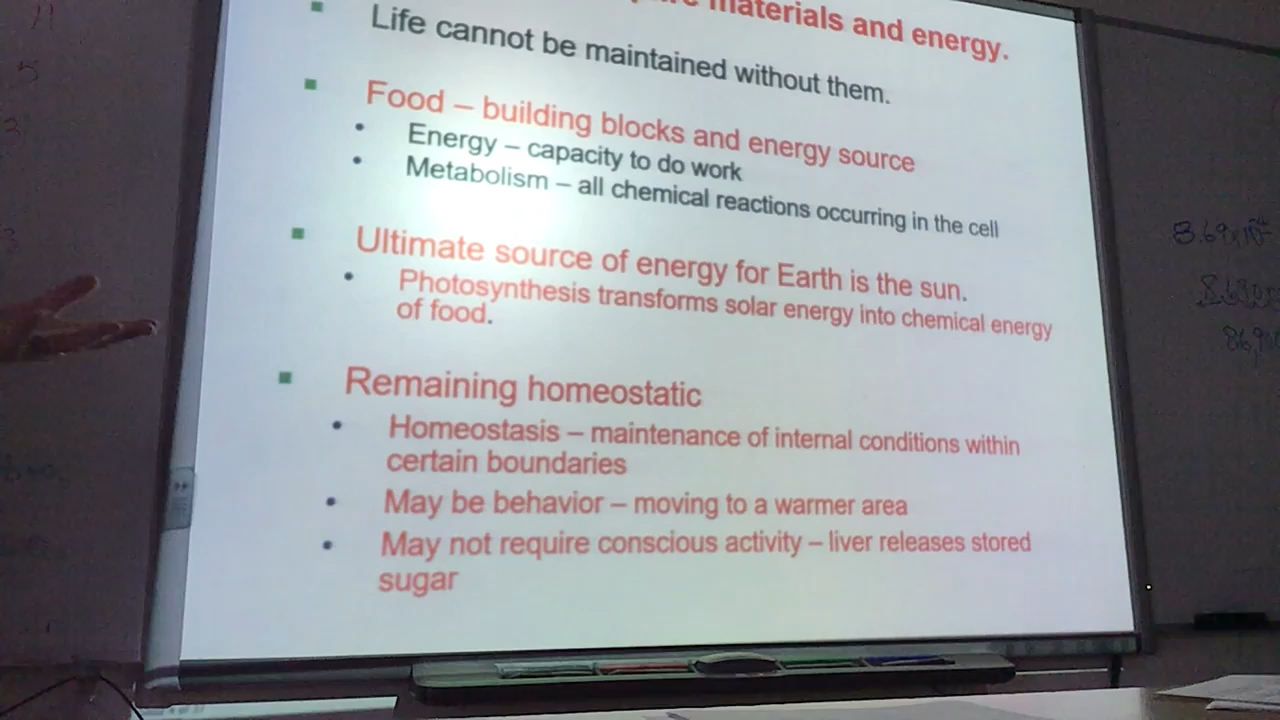 materials and energy.
Life cannot be maintained without them.
Food – building blocks and energy source
Energy – capacity to do work
Metabolism – all chemical reactions occurring in the cell
Ultimate source of energy for Earth is the sun.
Photosynthesis transforms solar energy into chemical energy
of food.
Remaining homeostatic
Homeostasis – maintenance of internal conditions within
certain boundaries
May be behavior – moving to a warmer area
May not require conscious activity – liver releases stored
sugar